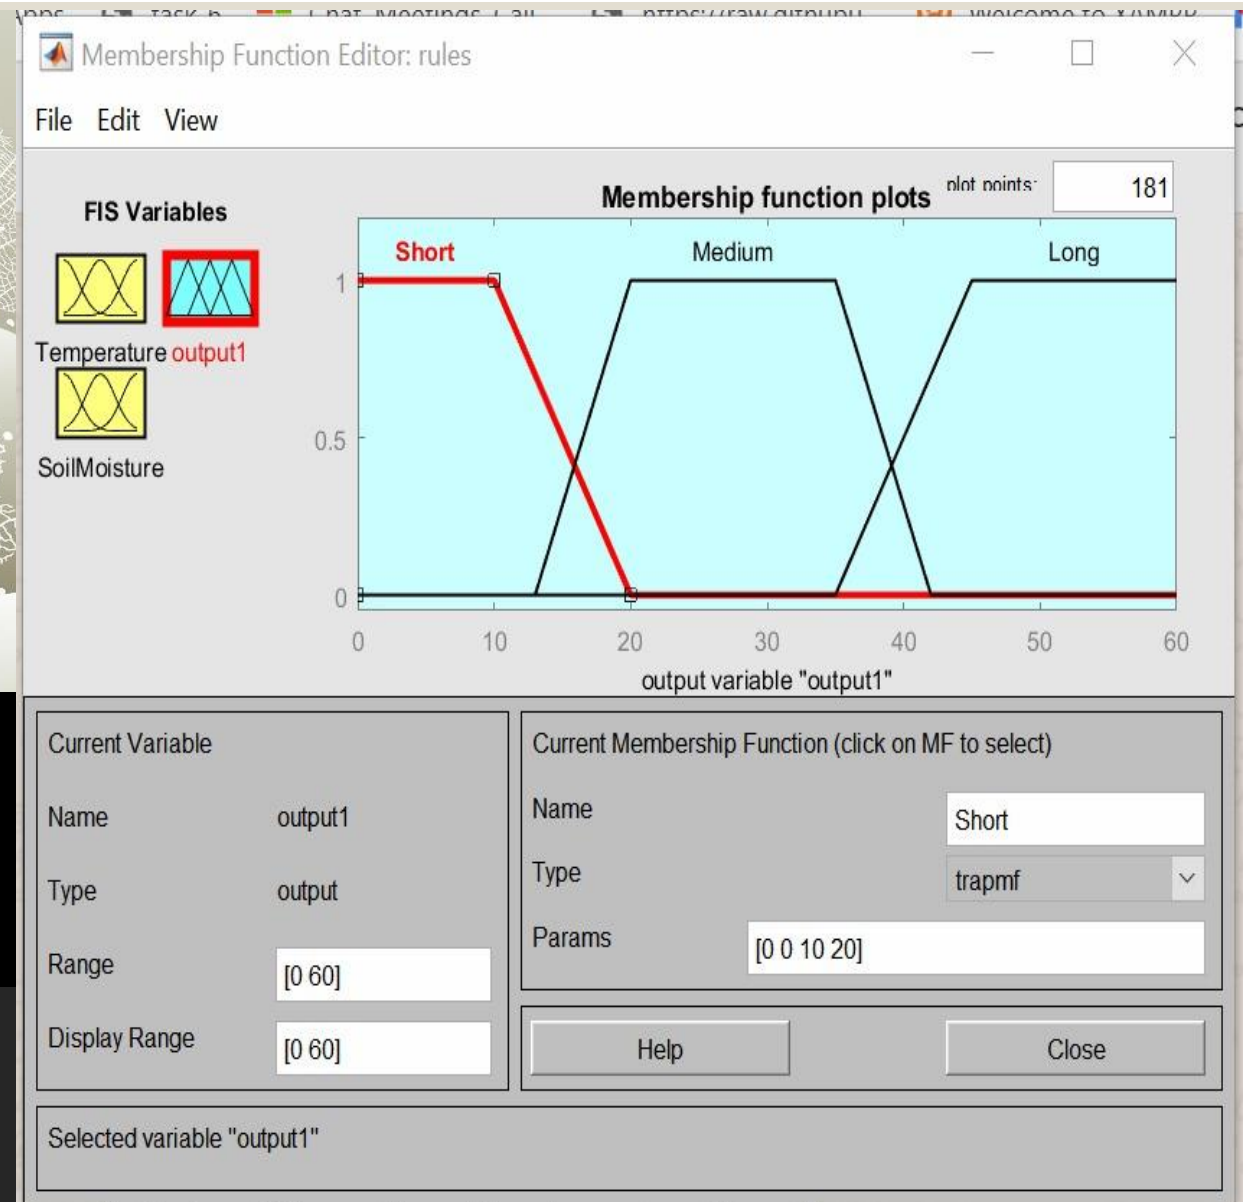 Membership Function Editor: rules
File Edit View
FIS Variables
Membership function plots
plot points:
181
Temperature output1
SoilMoisture
Short
Medium
Long
1
0.5
0
0 10 20 30 40 50 60
output variable "output1"
Current Variable
Name output1
Type output
Range [0 60]
Display Range [0 60]
Current Membership Function (click on MF to select)
Name Short
Type trapmf
Params [0 0 10 20]
Help Close
Selected variable "output1"